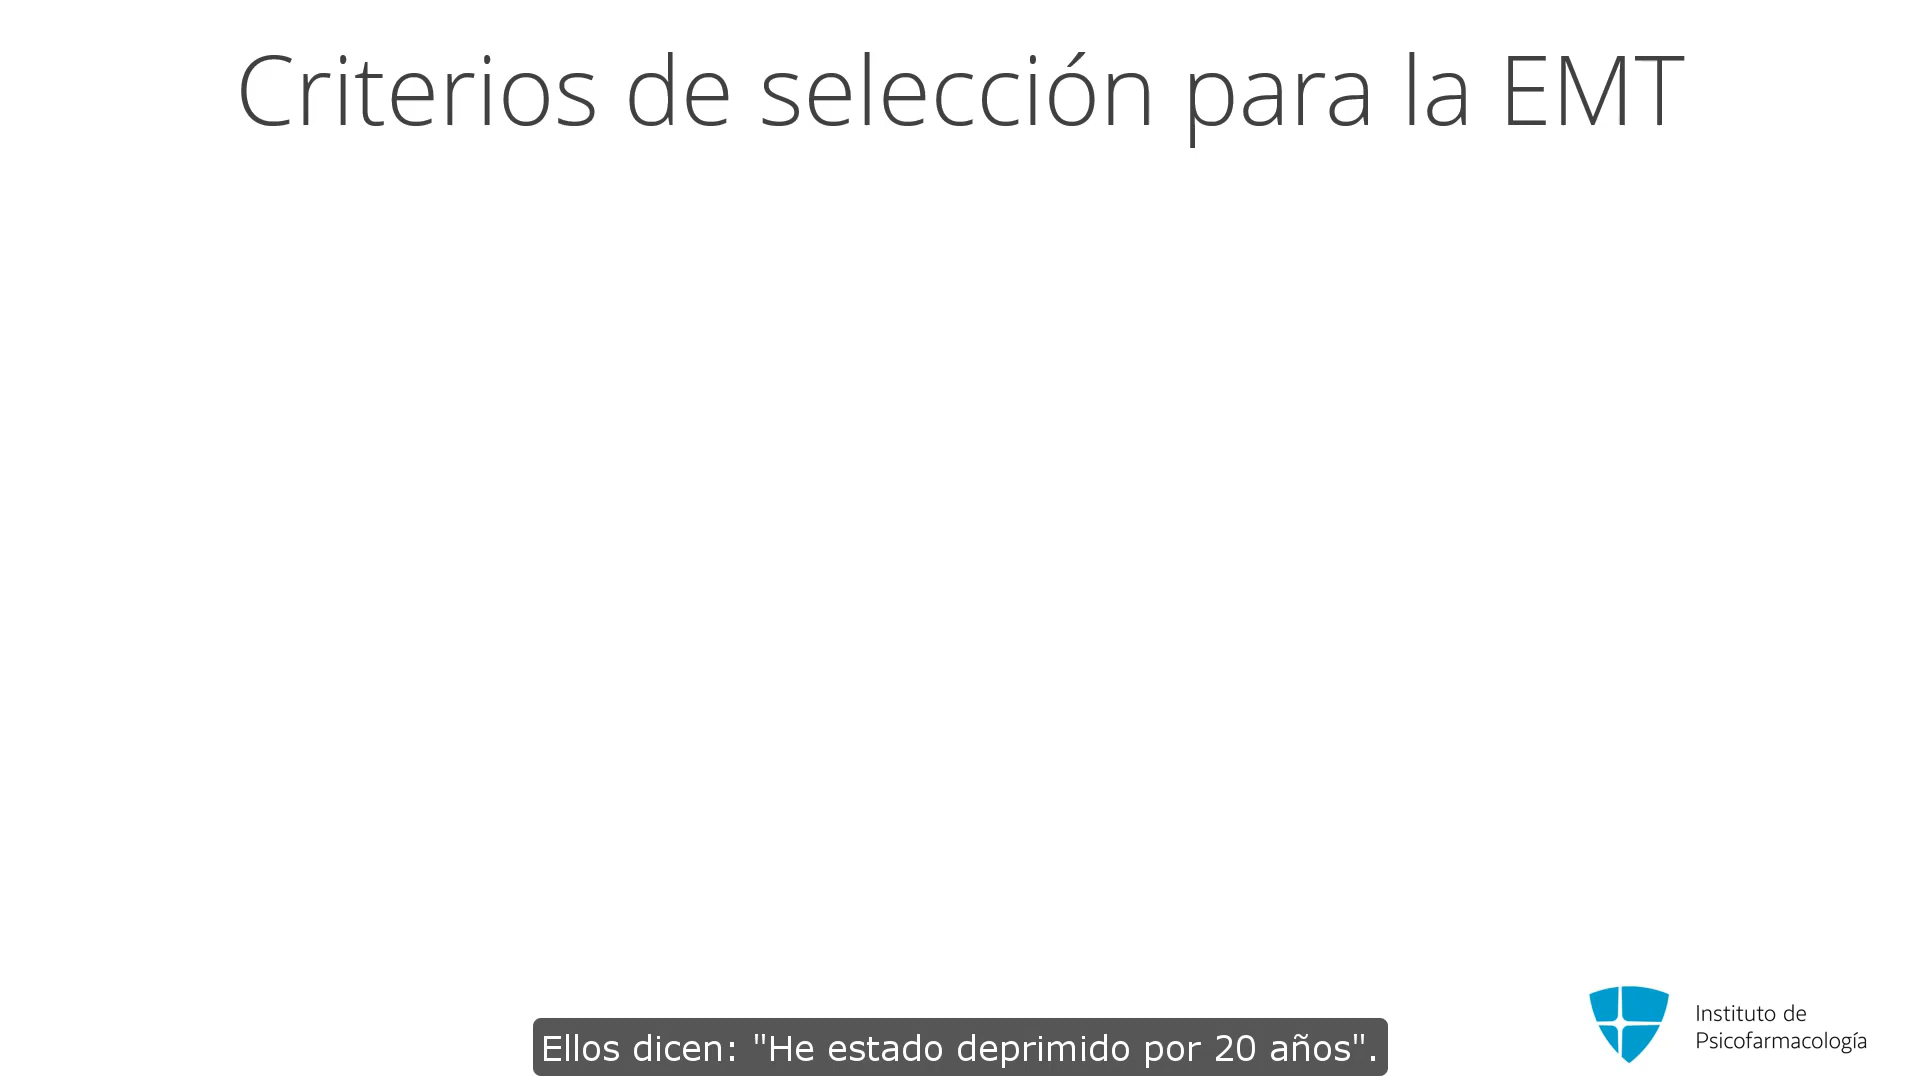 Criterios de selección para la EMT
Instituto de
Psicofarmacología
Ellos dicen: "He estado deprimido por 20 años".